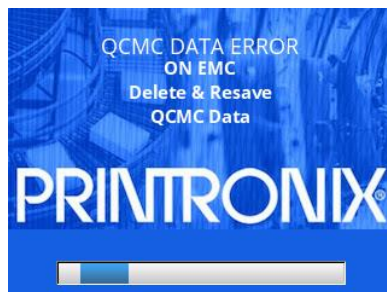 QCMC DATA ERROR
ON EMC
Delete & Resave
QCMC Data
PRINTRONIX®